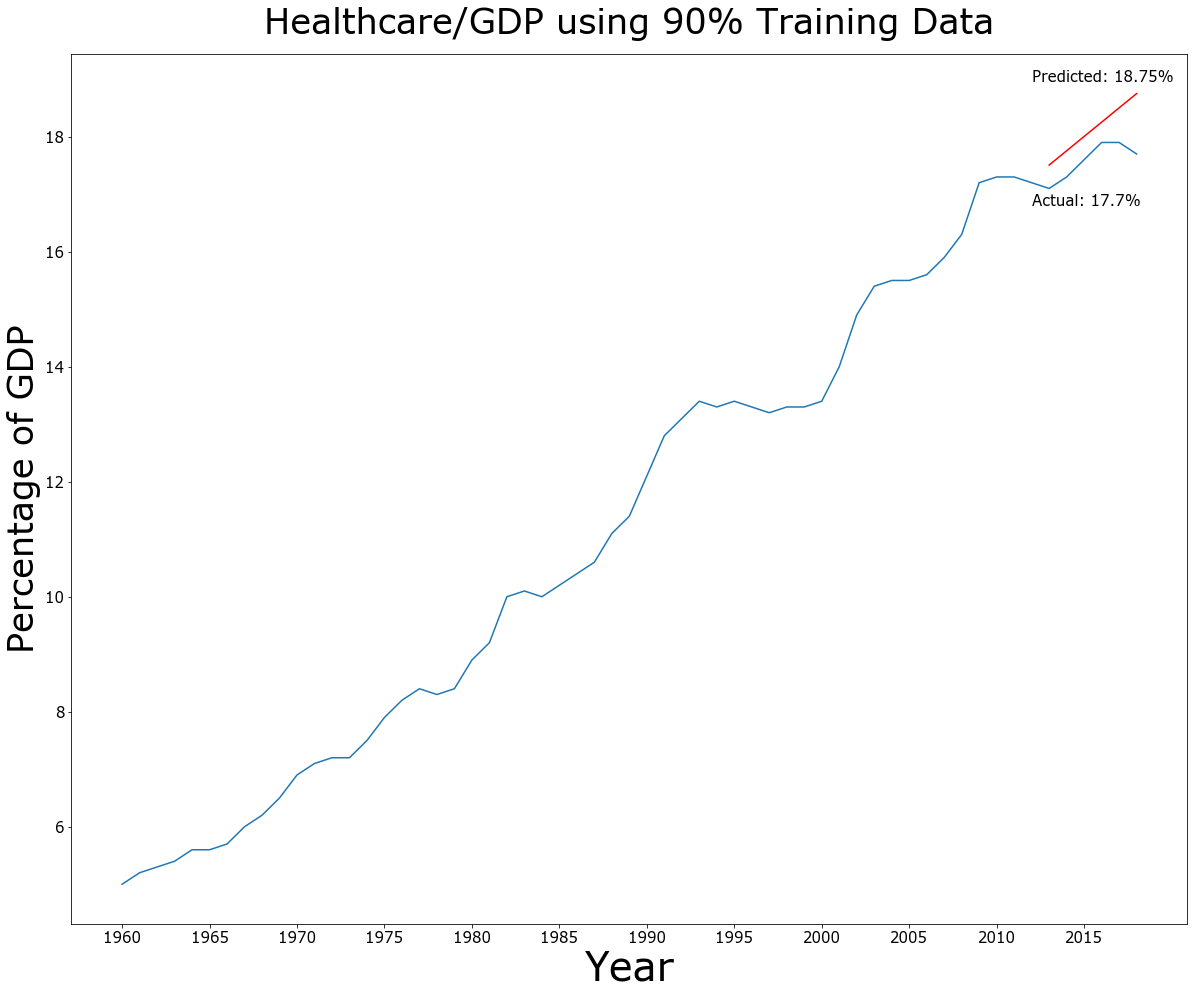 Healthcare/GDP using 90% Training Data
Predicted: 18.75%
Actual: 17.7%
Percentage of GDP
18
16
14
12
10
8
6
1960 1965 1970 1975 1980 1985 1990 1995 2000 2005 2010 2015
Year